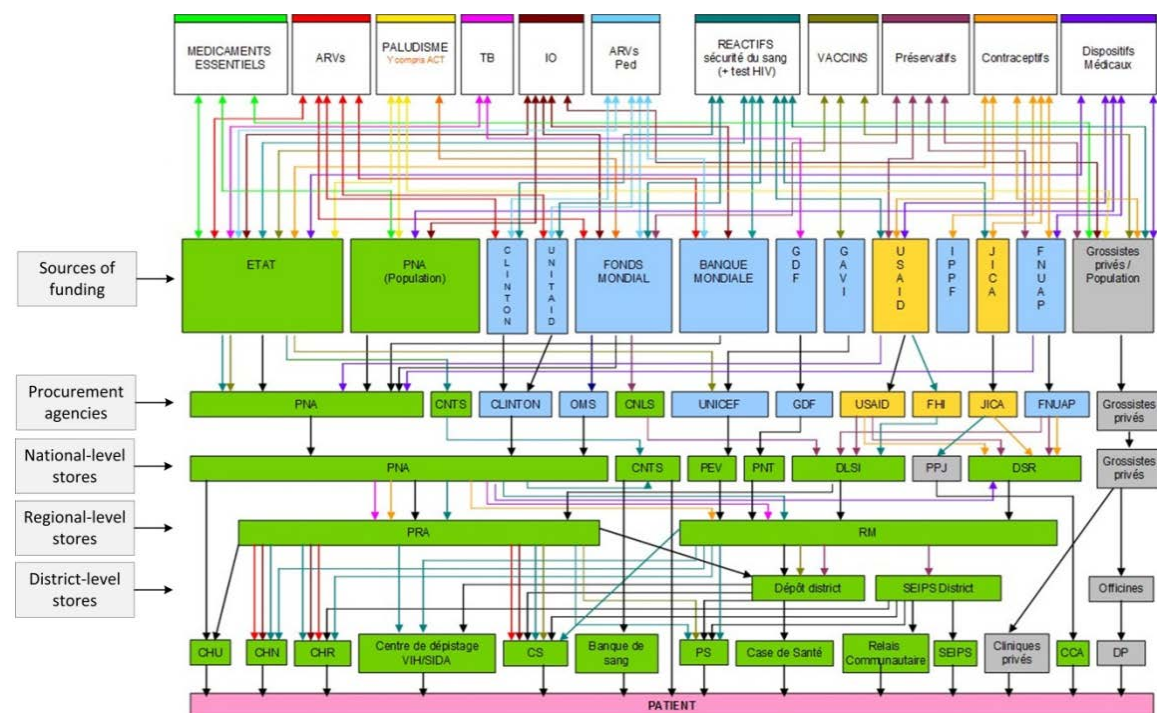 MEDICAMENTS
ESSENTIELS
ARVs
PALUDISME
Y compris ACT
TB
IO
ARVs
Ped
REACTIFS
sécurité du sang
(+ test HIV)
VACCINS
Préservatifs
Contraceptifs
Dispositifs
Médicaux
Sources of
funding
ETAT
PNA
(Population)
CLINTON
UNITAID
FONDS
MONDIAL
BANQUE
MONDIALE
GDF
GAVI
USAID
IPPF
JICA
FNUAP
Grossistes
privés /
Population
Procurement
agencies
PNA
CNTS
CLINTON
OMS
CNLS
UNICEF
GDF
USAID
FHI
JICA
FNUAP
Grossistes
privés
National-level
stores
PNA
CNTS
PEV
PNT
DLSI
PPJ
DSR
Grossistes
privés
Regional-level
stores
PRA
RM
District-level
stores
Dépôt district
SEIPS District
Officines
CHU
CHN
CHR
Centre de dépistage
VIH/SIDA
CS
Banque de
sang
PS
Case de Santé
Relais
Communautaire
SEIPS
Cliniques
privés
CCA
DP
PATIENT